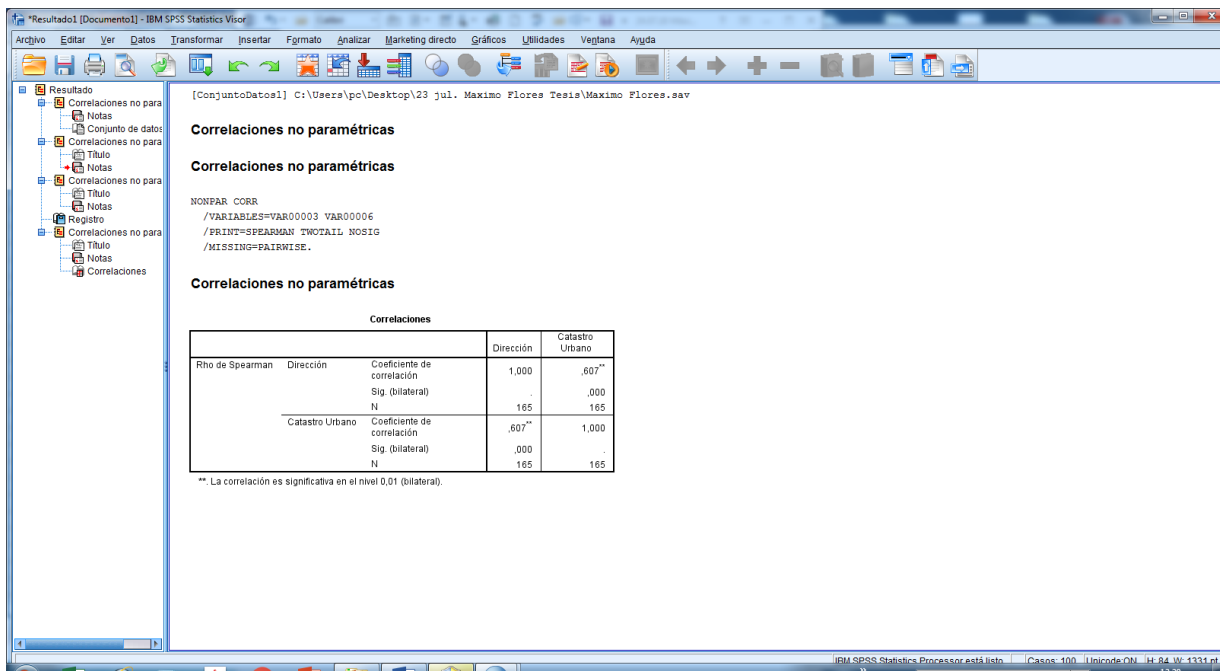 *Resultado1 [Documento1] - IBM SPSS Statistics Visor
Archivo Editar Ver Datos Transformar Insertar Formato Analizar Marketing directo Gráficos Utilidades Ventana Ayuda
Resultado
Correlaciones no para
Notas
Conjunto de datos
Correlaciones no para
Título
Notas
Correlaciones no para
Título
Notas
Registro
Correlaciones no para
Título
Notas
Correlaciones
[ConjuntoDatos1] C:\Users\pc\Desktop\23 jul. Maximo Flores Tesis\Maximo Flores.sav
Correlaciones no paramétricas
Correlaciones no paramétricas
NONPAR CORR
/VARIABLES=VAR00003 VAR00006
/PRINT=SPEARMAN TWOTAIL NOSIG
/MISSING=PAIRWISE.
Correlaciones no paramétricas
Correlaciones
Dirección Catastro Urbano
Rho de Spearman Dirección Coeficiente de correlación 1,000 ,607**
Sig. (bilateral) . ,000
N 165 165
Catastro Urbano Coeficiente de correlación ,607** 1,000
Sig. (bilateral) ,000 .
N 165 165
**. La correlación es significativa en el nivel 0,01 (bilateral).
IBM SPSS Statistics Processor está listo Casos: 100 Unicode:ON H: 84, W: 1331 pt